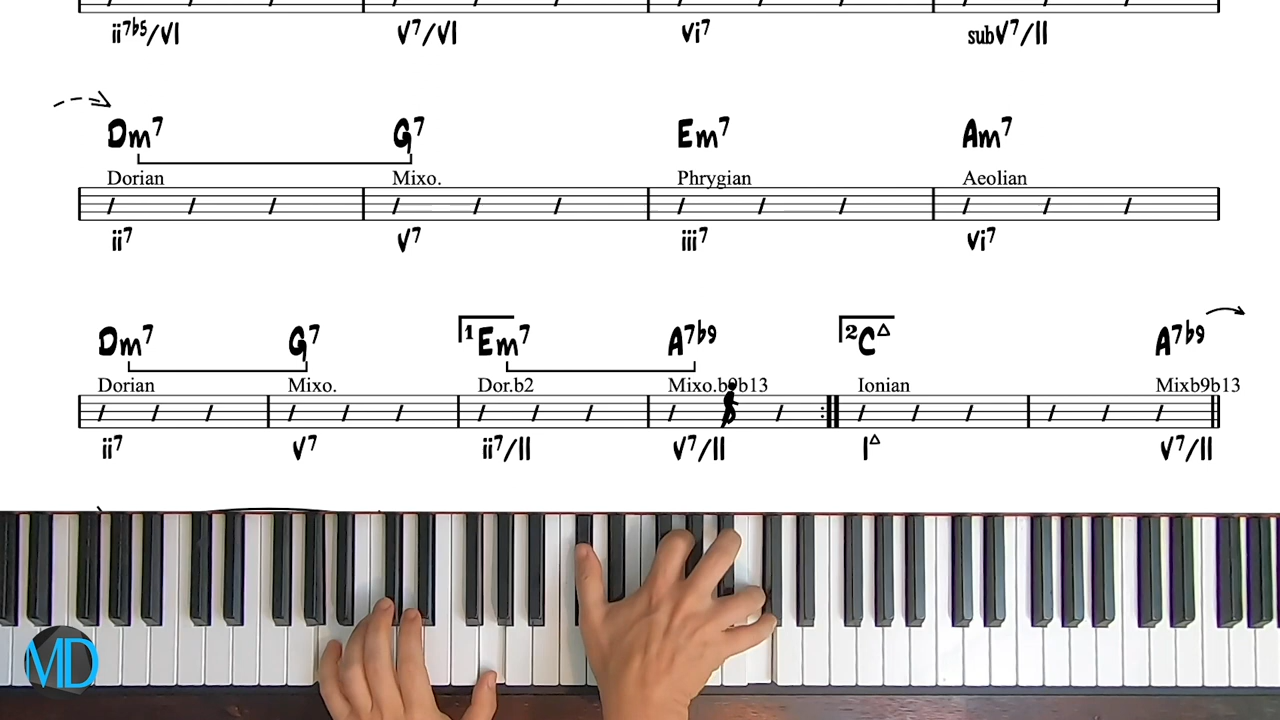 ii7b5/VI V7/VI vi7 subV7/II
Dm7 G7 Em7 Am7
Dorian Mixo. Phrygian Aeolian
ii7 V7 iii7 vi7
Dm7 G7 1 Em7 A7b9 2 C△ A7b9
Dorian Mixo. Dor.b2 Mixo.b9b13 Ionian Mixb9b13
ii7 V7 ii7/II V7/II I△ V7/II
MD